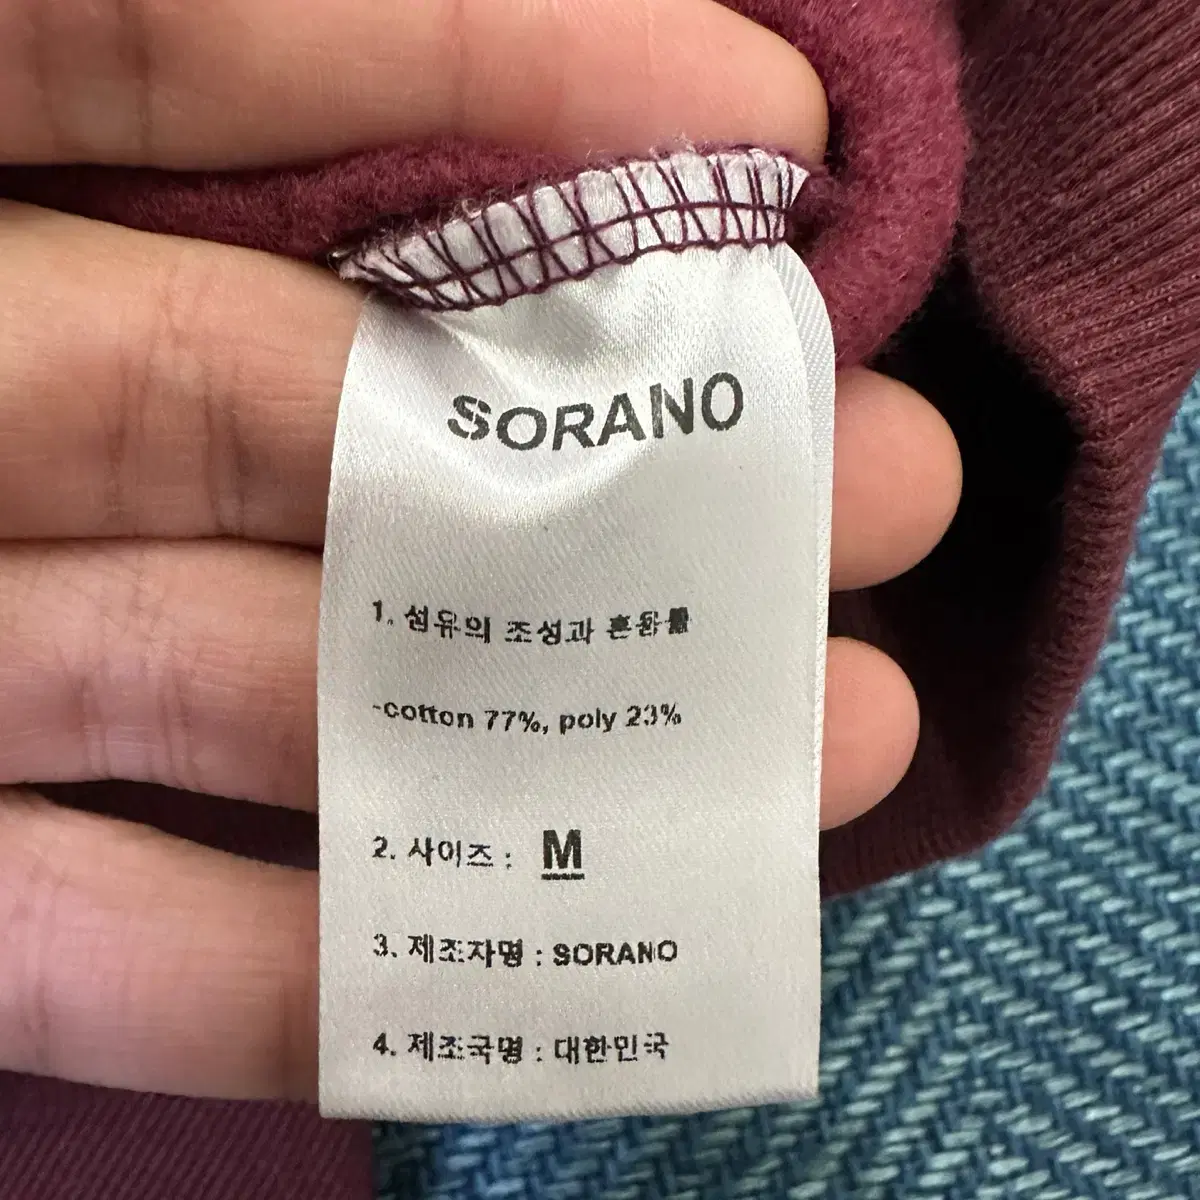 SORANO
1. 섬유의 조성과 혼용률
-cotton 77%, poly 23%
2. 사이즈 : M
3. 제조자명 : SORANO
4. 제조국명 : 대한민국